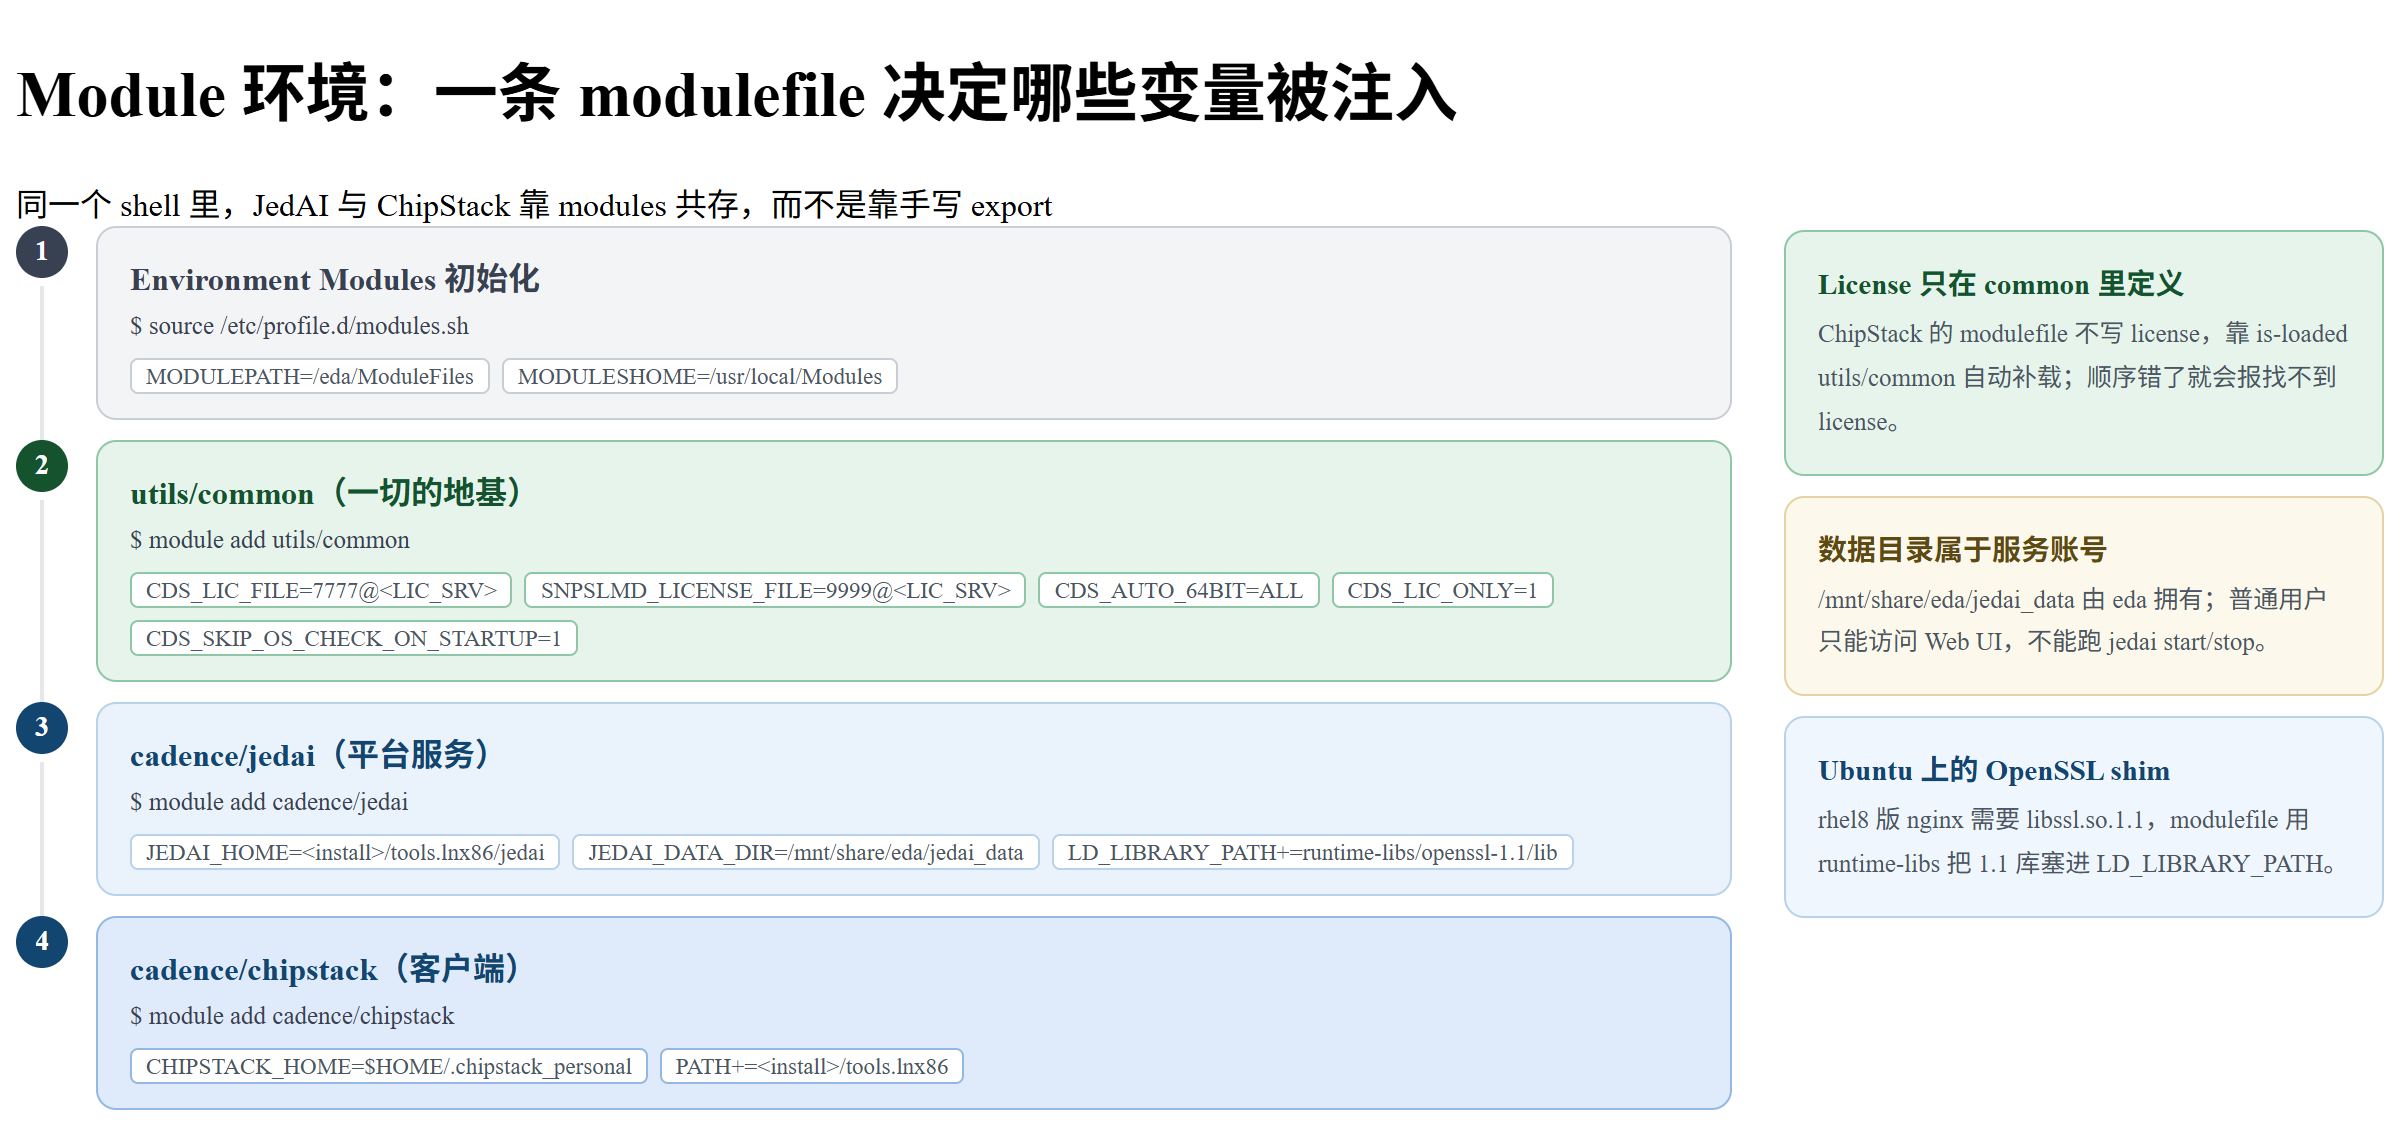 Module 环境：一条 modulefile 决定哪些变量被注入
同一个 shell 里，JedAI 与 ChipStack 靠 modules 共存，而不是靠手写 export
1
Environment Modules 初始化
$ source /etc/profile.d/modules.sh
MODULEPATH=/eda/ModuleFiles
MODULESHOME=/usr/local/Modules
2
utils/common（一切的地基）
$ module add utils/common
CDS_LIC_FILE=7777@<LIC_SRV>
SNPSLMD_LICENSE_FILE=9999@<LIC_SRV>
CDS_AUTO_64BIT=ALL
CDS_LIC_ONLY=1
CDS_SKIP_OS_CHECK_ON_STARTUP=1
3
cadence/jedai（平台服务）
$ module add cadence/jedai
JEDAI_HOME=<install>/tools.lnx86/jedai
JEDAI_DATA_DIR=/mnt/share/eda/jedai_data
LD_LIBRARY_PATH+=runtime-libs/openssl-1.1/lib
4
cadence/chipstack（客户端）
$ module add cadence/chipstack
CHIPSTACK_HOME=$HOME/.chipstack_personal
PATH+=<install>/tools.lnx86
License 只在 common 里定义
ChipStack 的 modulefile 不写 license，靠 is-loaded
utils/common 自动补载；顺序错了就会报找不到
license。
数据目录属于服务账号
/mnt/share/eda/jedai_data 由 eda 拥有；普通用户
只能访问 Web UI，不能跑 jedai start/stop。
Ubuntu 上的 OpenSSL shim
rhel8 版 nginx 需要 libssl.so.1.1，modulefile 用
runtime-libs 把 1.1 库塞进 LD_LIBRARY_PATH。